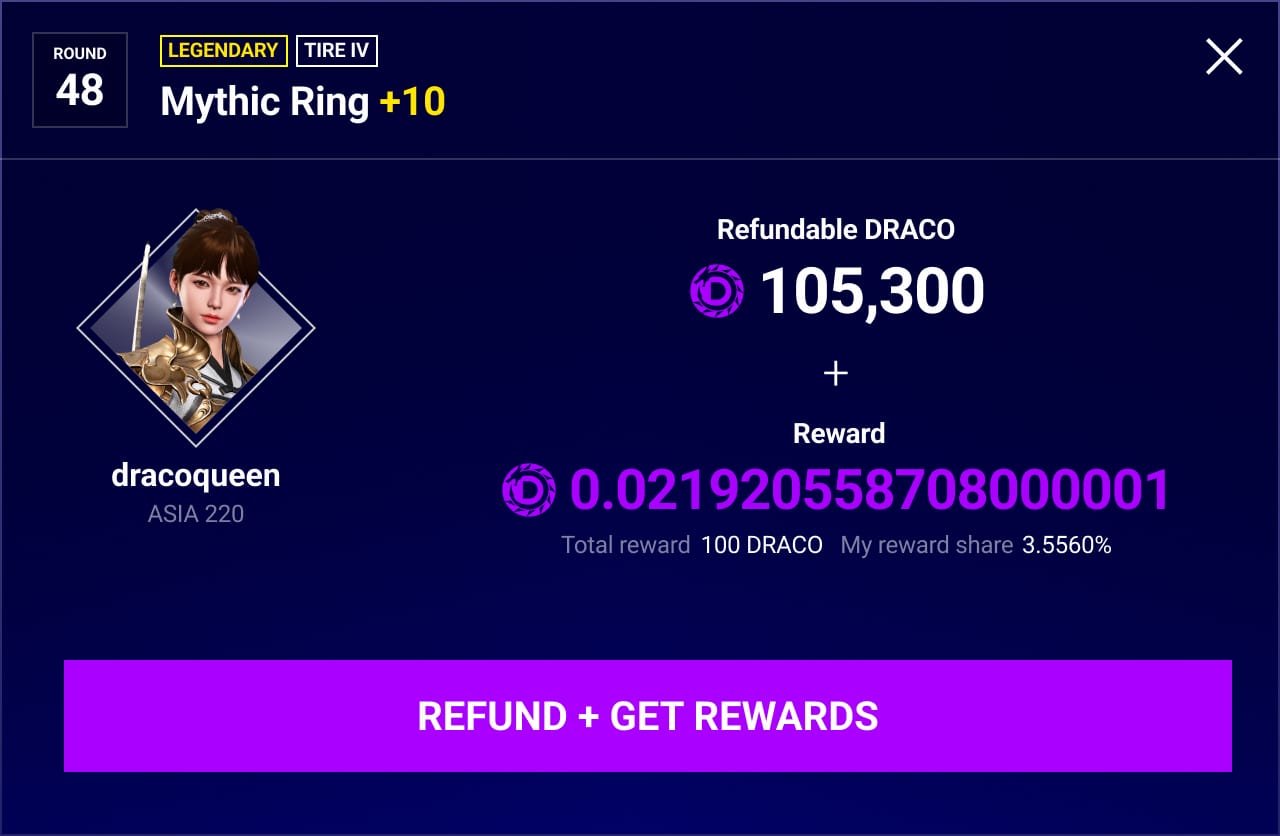 ROUND
48
LEGENDARY TIRE IV
Mythic Ring +10
Refundable DRACO
105,300
+
Reward
0.021920558708000001
Total reward 100 DRACO My reward share 3.5560%
dracoqueen
ASIA 220
REFUND + GET REWARDS